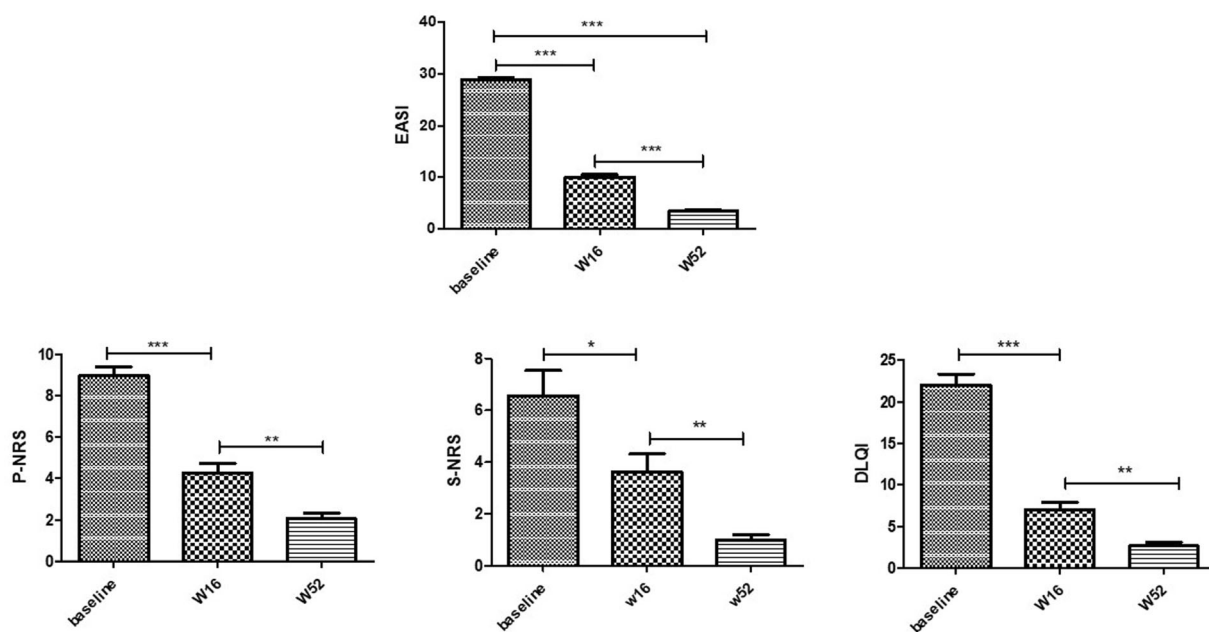 ***
40
***
30
EASI
20
***
10
0
baseline
W16
W52
***
10
8
P-NRS
6
**
4
2
0
baseline
W16
W52
*
8
6
S-NRS
**
4
2
0
baseline
w16
w52
***
25
20
15
DLQI
**
10
5
0
baseline
W16
W52